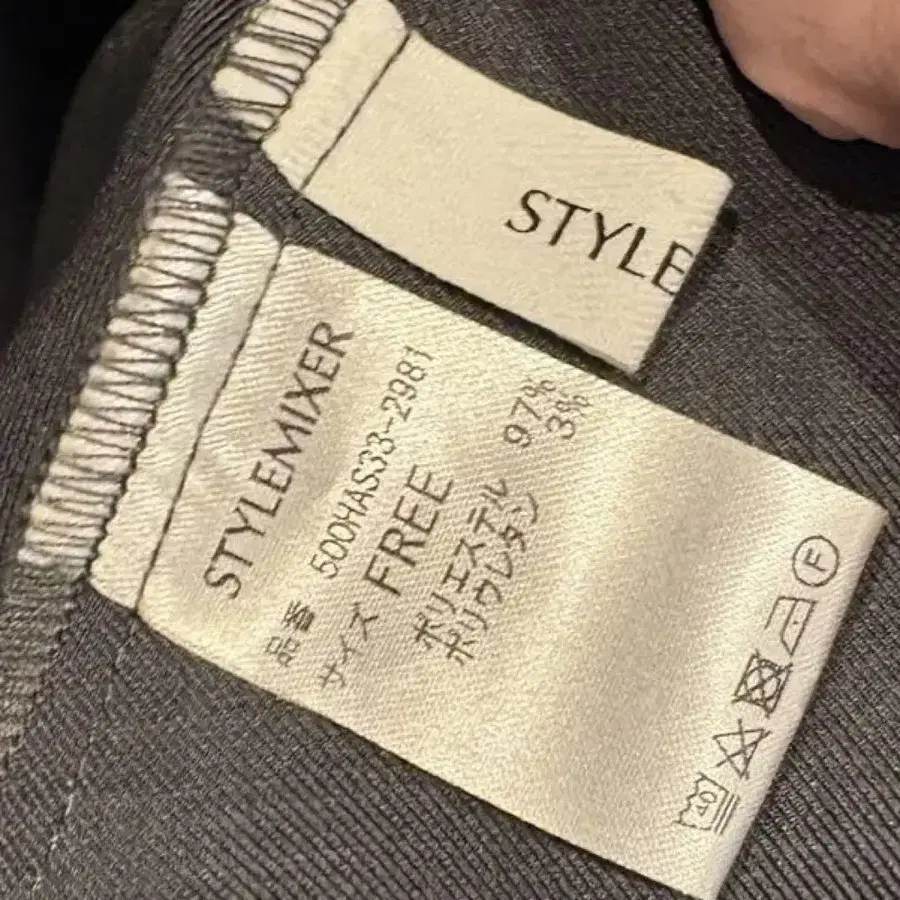 STYLE
STYLEMIXER
品番 500HAS33-2981
サイズ FREE
ポリエステル 97%
ポリウレタン 3%
40
F